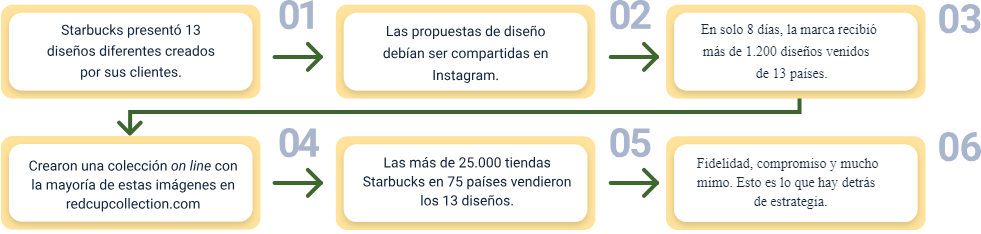 Starbucks presentó 13
diseños diferentes creados
por sus clientes.
01
Las propuestas de diseño
debían ser compartidas en
Instagram.
02
En solo 8 días, la marca recibió
más de 1.200 diseños venidos
de 13 países.
03
Crearon una colección on line con
la mayoría de estas imágenes en
redcupcollection.com
04
Las más de 25.000 tiendas
Starbucks en 75 países vendieron
los 13 diseños.
05
Fidelidad, compromiso y mucho
mimo. Esto es lo que hay detrás
de estrategia.
06